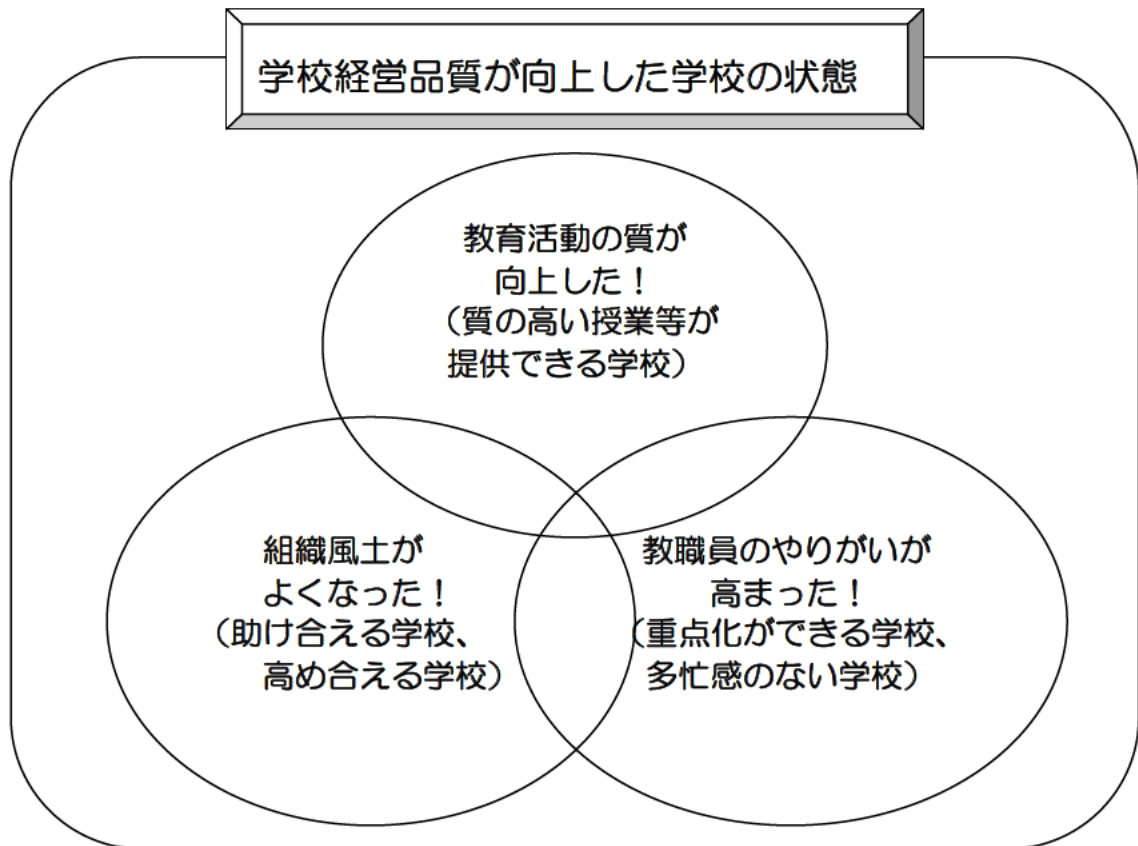 学校経営品質が向上した学校の状態
教育活動の質が
向上した！
（質の高い授業等が
提供できる学校）
組織風土が
よくなった！
（助け合える学校、
高め合える学校）
教職員のやりがいが
高まった！
（重点化ができる学校、
多忙感のない学校）